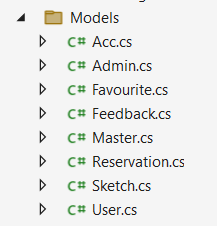 Models
C# Acc.cs
C# Admin.cs
C# Favourite.cs
C# Feedback.cs
C# Master.cs
C# Reservation.cs
C# Sketch.cs
C# User.cs